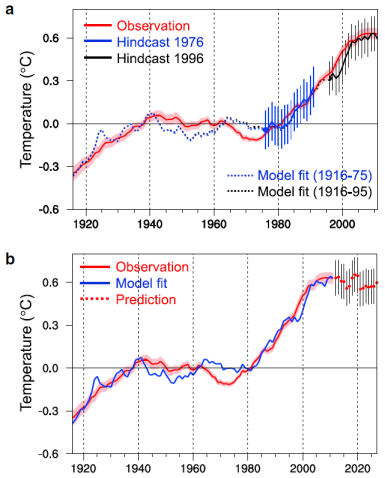 a
Observation
Hindcast 1976
Hindcast 1996
0.6
0.3
0.0
-0.3
-0.6
Temperature (°C)
Model fit (1916-75)
Model fit (1916-95)
1920 1940 1960 1980 2000
b
Observation
Model fit
Prediction
0.6
0.3
0.0
-0.3
-0.6
Temperature (°C)
1920 1940 1960 1980 2000 2020